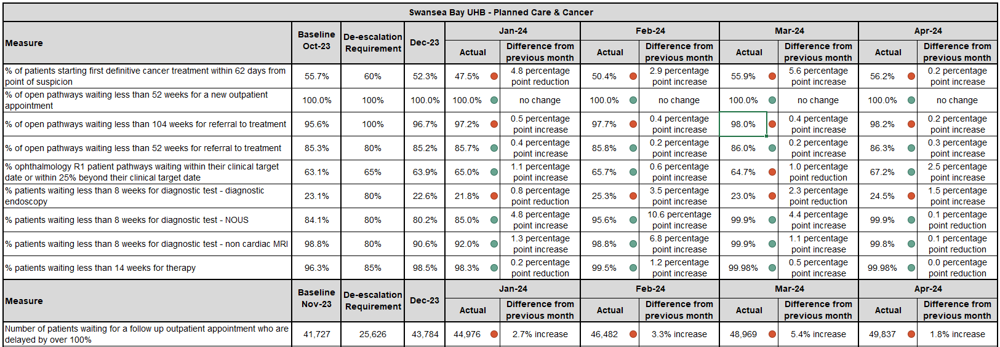 Swansea Bay UHB - Planned Care & Cancer
Measure Baseline Oct-23 De-escalation Requirement Dec-23 Jan-24 Feb-24 Mar-24 Apr-24
Actual Difference from previous month Actual Difference from previous month Actual Difference from previous month Actual Difference from previous month
% of patients starting first definitive cancer treatment within 62 days from point of suspicion 55.7% 60% 52.3% 47.5% 4.8 percentage point reduction 50.4% 2.9 percentage point increase 55.9% 5.6 percentage point increase 56.2% 0.2 percentage point increase
% of open pathways waiting less than 52 weeks for a new outpatient appointment 100.0% 100% 100.0% 100.0% no change 100.0% no change 100.0% no change 100.0% no change
% of open pathways waiting less than 104 weeks for referral to treatment 95.6% 100% 96.7% 97.2% 0.5 percentage point increase 97.7% 0.4 percentage point increase 98.0% 0.4 percentage point increase 98.2% 0.2 percentage point increase
% of open pathways waiting less than 52 weeks for referral to treatment 85.3% 80% 85.2% 85.7% 0.4 percentage point increase 85.8% 0.2 percentage point increase 86.0% 0.2 percentage point increase 86.3% 0.3 percentage point increase
% ophthalmology R1 patient pathways waiting within their clinical target date or within 25% beyond their clinical target date 63.1% 65% 63.9% 65.0% 1.1 percentage point increase 65.7% 0.6 percentage point increase 64.7% 1.0 percentage point reduction 67.2% 2.5 percentage point increase
% patients waiting less than 8 weeks for diagnostic test - diagnostic endoscopy 23.1% 80% 22.6% 21.8% 0.8 percentage point reduction 25.3% 3.5 percentage point increase 23.0% 2.3 percentage point reduction 24.5% 1.5 percentage point increase
% patients waiting less than 8 weeks for diagnostic test - NOUS 84.1% 80% 80.2% 85.0% 4.8 percentage point increase 95.6% 10.6 percentage point increase 99.9% 4.4 percentage point increase 99.9% 0.1 percentage point reduction
% patients waiting less than 8 weeks for diagnostic test - non cardiac MRI 98.8% 80% 90.6% 92.0% 1.3 percentage point increase 98.8% 6.8 percentage point increase 99.9% 1.1 percentage point increase 99.8% 0.1 percentage point reduction
% patients waiting less than 14 weeks for therapy 96.3% 85% 98.5% 98.3% 0.2 percentage point reduction 99.5% 1.2 percentage point increase 99.98% 0.5 percentage point increase 99.98% 0.0 percentage point reduction
Measure Baseline Nov-23 De-escalation Requirement Dec-23 Jan-24 Feb-24 Mar-24 Apr-24
Actual Difference from previous month Actual Difference from previous month Actual Difference from previous month Actual Difference from previous month
Number of patients waiting for a follow up outpatient appointment who are delayed by over 100% 41,727 25,626 43,784 44,976 2.7% increase 46,482 3.3% increase 48,969 5.4% increase 49,837 1.8% increase